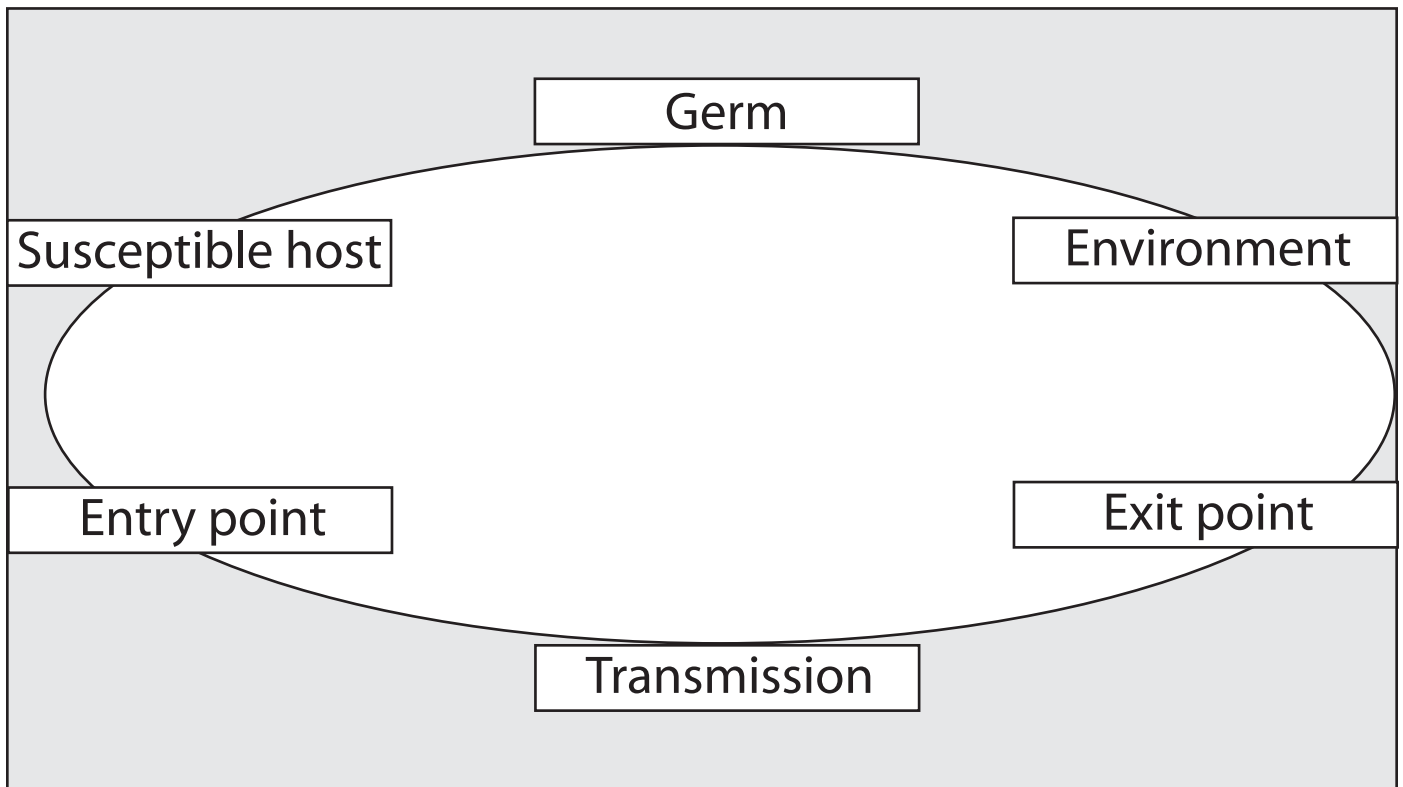 Germ
Susceptible host
Environment
Entry point
Exit point
Transmission